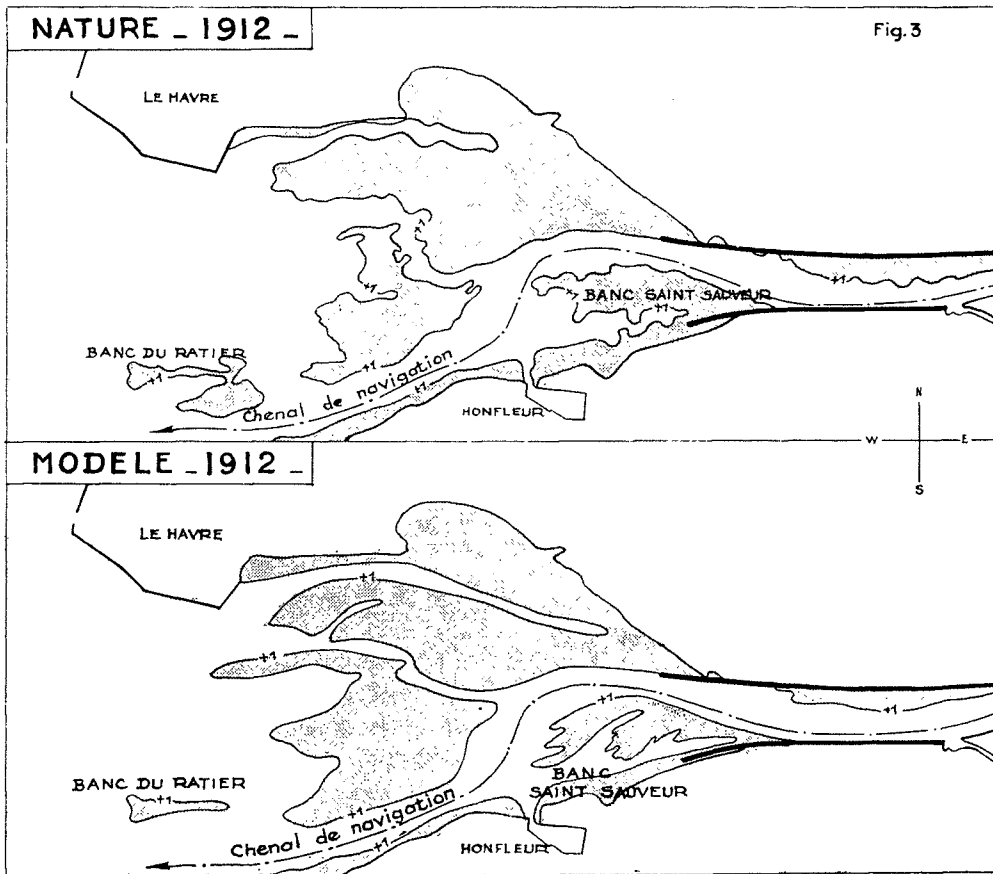 NATURE _ 1912 _
Fig.3
LE HAVRE
+1
+1
+1
BANC SAINT SAUVEUR
+1
+1
BANC DU RATIER
+1
+1
Chenal de navigation
+1
HONFLEUR
N
W E
S
MODELE _ 1912 _
LE HAVRE
+1
+1
+1
+1
BANC DU RATIER
+1
BANC
SAINT SAUVEUR
+1
Chenal de navigation
+1
HONFLEUR